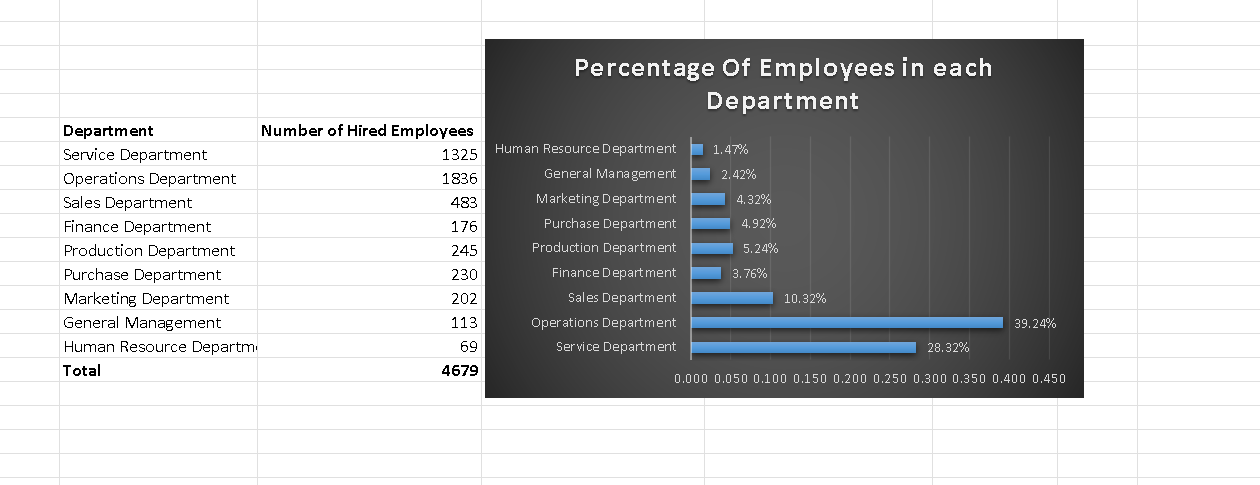 Department Number of Hired Employees
Service Department 1325
Operations Department 1836
Sales Department 483
Finance Department 176
Production Department 245
Purchase Department 230
Marketing Department 202
General Management 113
Human Resource Departm 69
Total 4679
Percentage Of Employees in each
Department
Human Resource Department 1.47%
General Management 2.42%
Marketing Department 4.32%
Purchase Department 4.92%
Production Department 5.24%
Finance Department 3.76%
Sales Department 10.32%
Operations Department 39.24%
Service Department 28.32%
0.000 0.050 0.100 0.150 0.200 0.250 0.300 0.350 0.400 0.450